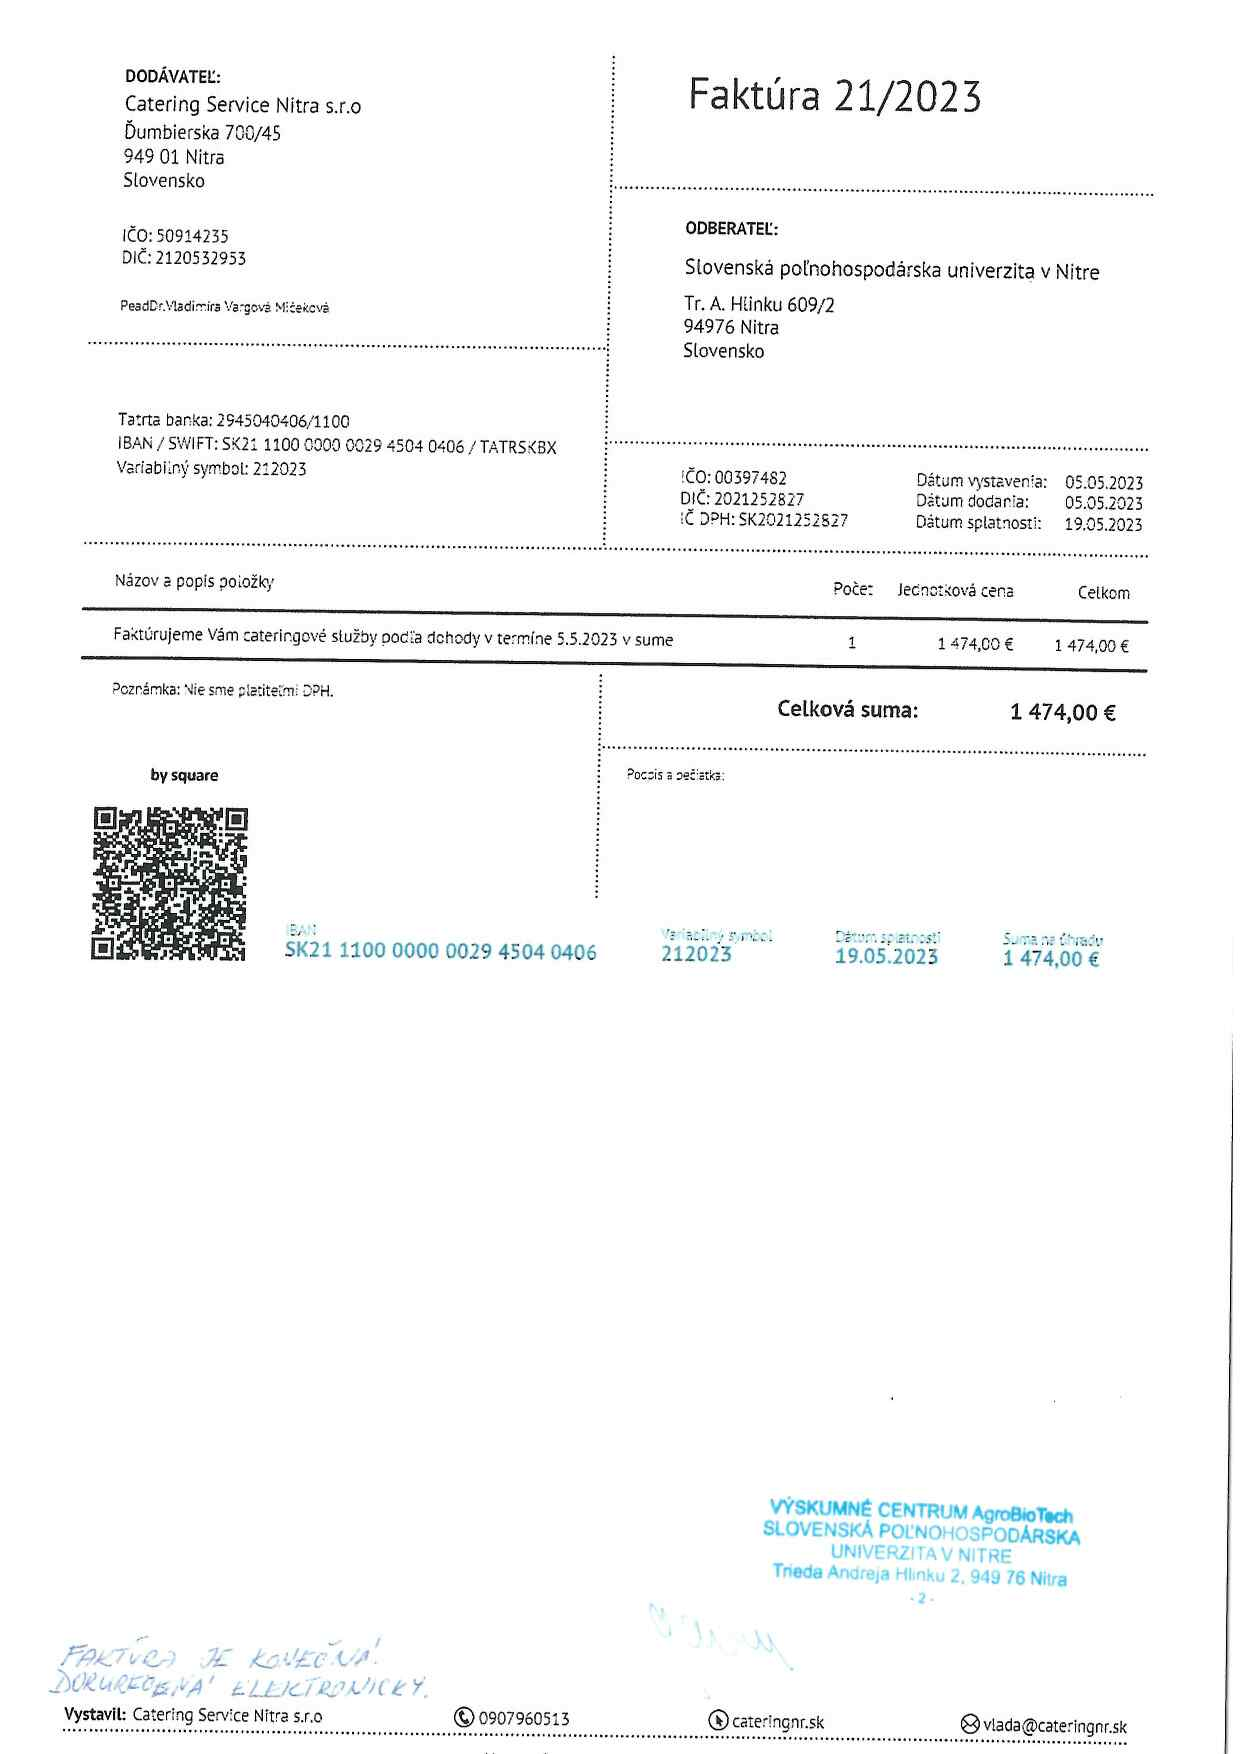 DODÁVATEĽ:
Catering Service Nitra s.r.o
Ďumbierska 700/45
949 01 Nitra
Slovensko
IČO: 50914235
DIČ: 2120532953
PeadDr.Vladimíra Vargová Mičeková
Tatrta banka: 2945040406/1100
IBAN / SWIFT: SK21 1100 0000 0029 4504 0406 / TATRSKBX
Variabilný symbol: 212023
Faktúra 21/2023
ODBERATEĽ:
Slovenská poľnohospodárska univerzita v Nitre
Tr. A. Hlinku 609/2
94976 Nitra
Slovensko
IČO: 00397482
DIČ: 2021252827
IČ DPH: SK2021252827
Dátum vystavenia: 05.05.2023
Dátum dodania: 05.05.2023
Dátum splatnosti: 19.05.2023
Názov a popis položky Počet Jednotková cena Celkom
Faktúrujeme Vám cateringové služby podľa dohody v termíne 5.5.2023 v sume 1 1 474,00 € 1 474,00 €
Poznámka: Nie sme platiteľmi DPH.
Celková suma: 1 474,00 €
by square
Podpis a pečiatka:
IBAN Variabilný symbol Dátum splatnosti Suma na úhradu
SK21 1100 0000 0029 4504 0406 212023 19.05.2023 1 474,00 €
VÝSKUMNÉ CENTRUM AgroBioTech
SLOVENSKÁ POĽNOHOSPODÁRSKA
UNIVERZITA V NITRE
Trieda Andreja Hlinku 2, 949 76 Nitra
- 2 -
FAKTÚRA JE KONEČNÁ!
DORUČENÁ ELEKTRONICKY.
Vystavil: Catering Service Nitra s.r.o 0907960513 cateringnr.sk vlada@cateringnr.sk